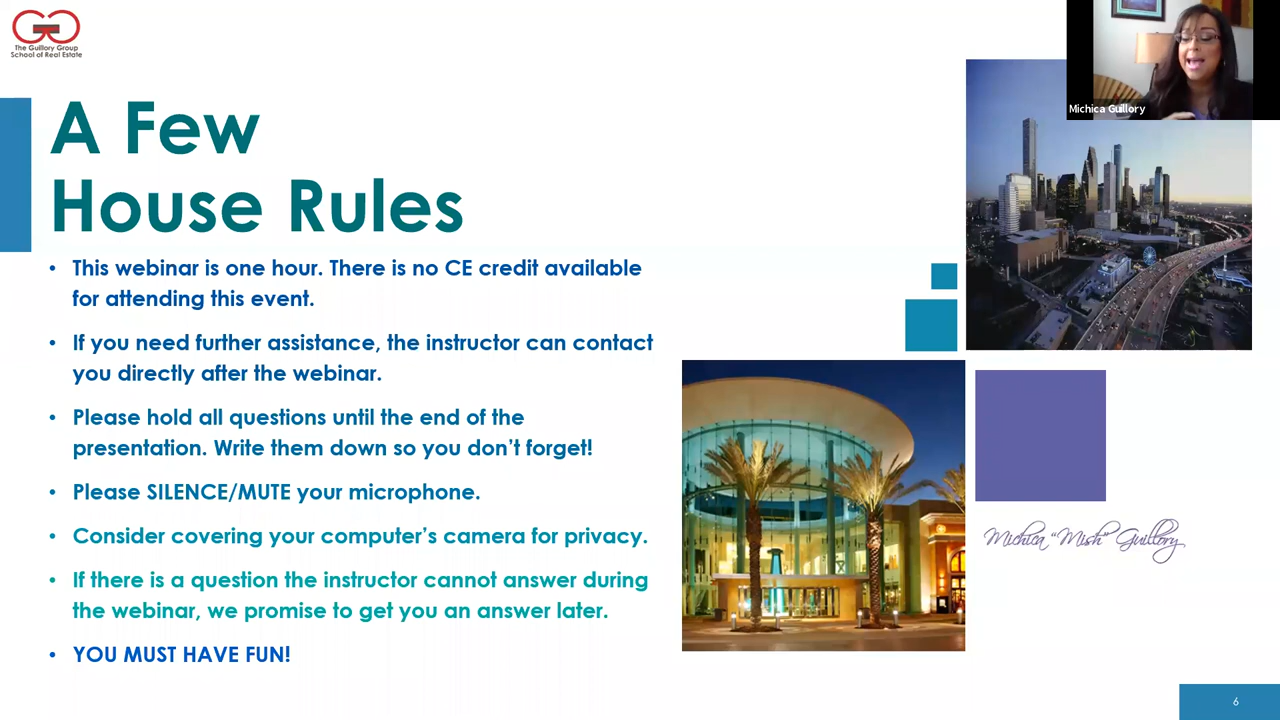 The Guillory Group
School of Real Estate
Michica Guillory
A Few
House Rules
• This webinar is one hour. There is no CE credit available
for attending this event.
• If you need further assistance, the instructor can contact
you directly after the webinar.
• Please hold all questions until the end of the
presentation. Write them down so you don’t forget!
• Please SILENCE/MUTE your microphone.
• Consider covering your computer’s camera for privacy.
• If there is a question the instructor cannot answer during
the webinar, we promise to get you an answer later.
• YOU MUST HAVE FUN!
Michica "Mish" Guillory
6